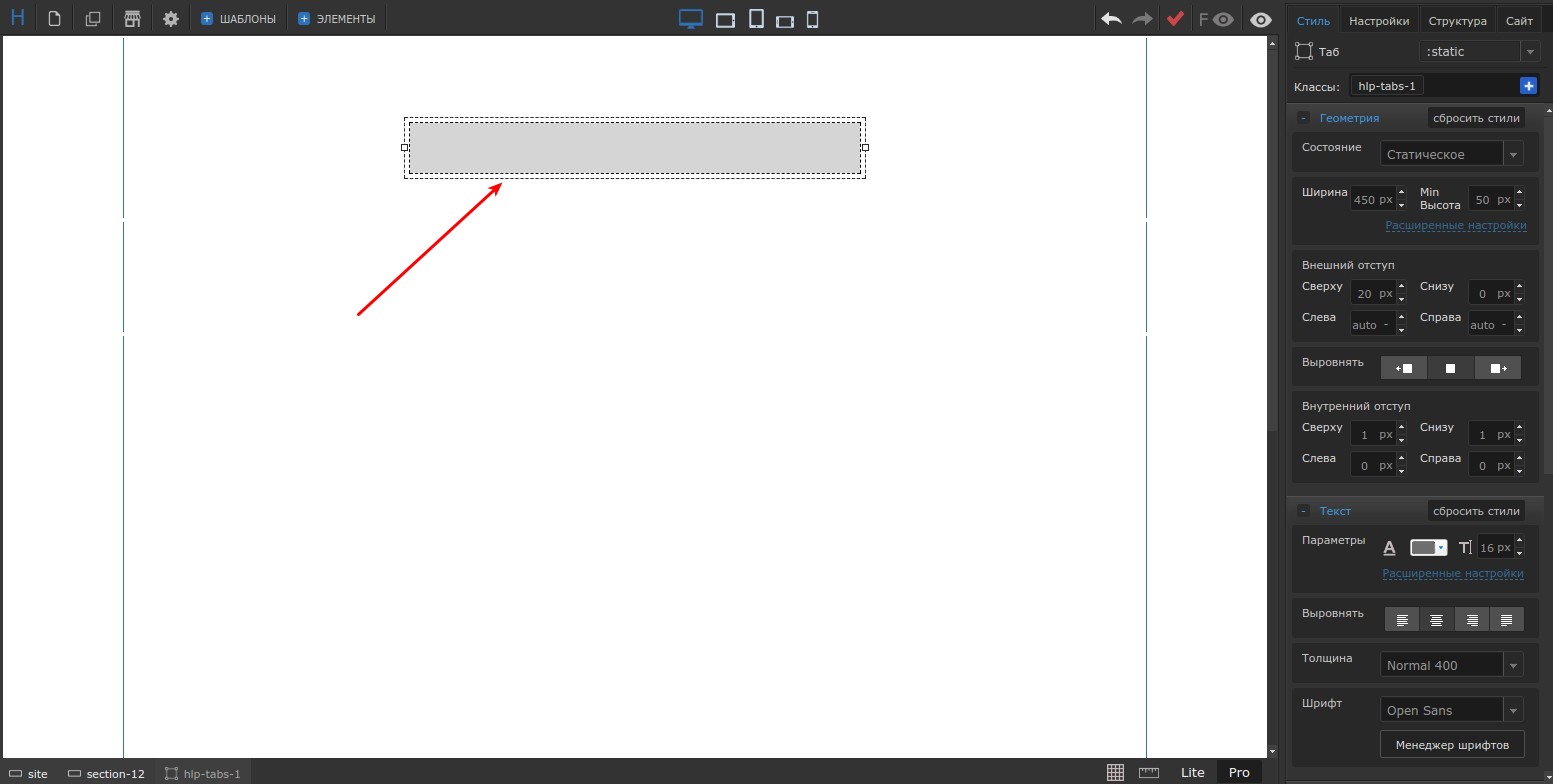 H ШАБЛОНЫ ЭЛЕМЕНТЫ F
Стиль Настройки Структура Сайт
Таб :static
Классы: hlp-tabs-1 +
- Геометрия сбросить стили
Состояние Статическое
Ширина 450 px Min Высота 50 px
Расширенные настройки
Внешний отступ
Сверху 20 px Снизу 0 px
Слева auto - Справа auto -
Выровнять
Внутренний отступ
Сверху 1 px Снизу 1 px
Слева 0 px Справа 0 px
- Текст сбросить стили
Параметры A T 16 px
Расширенные настройки
Выровнять
Толщина Normal 400
Шрифт Open Sans
Менеджер шрифтов
site section-12 hlp-tabs-1 Lite Pro